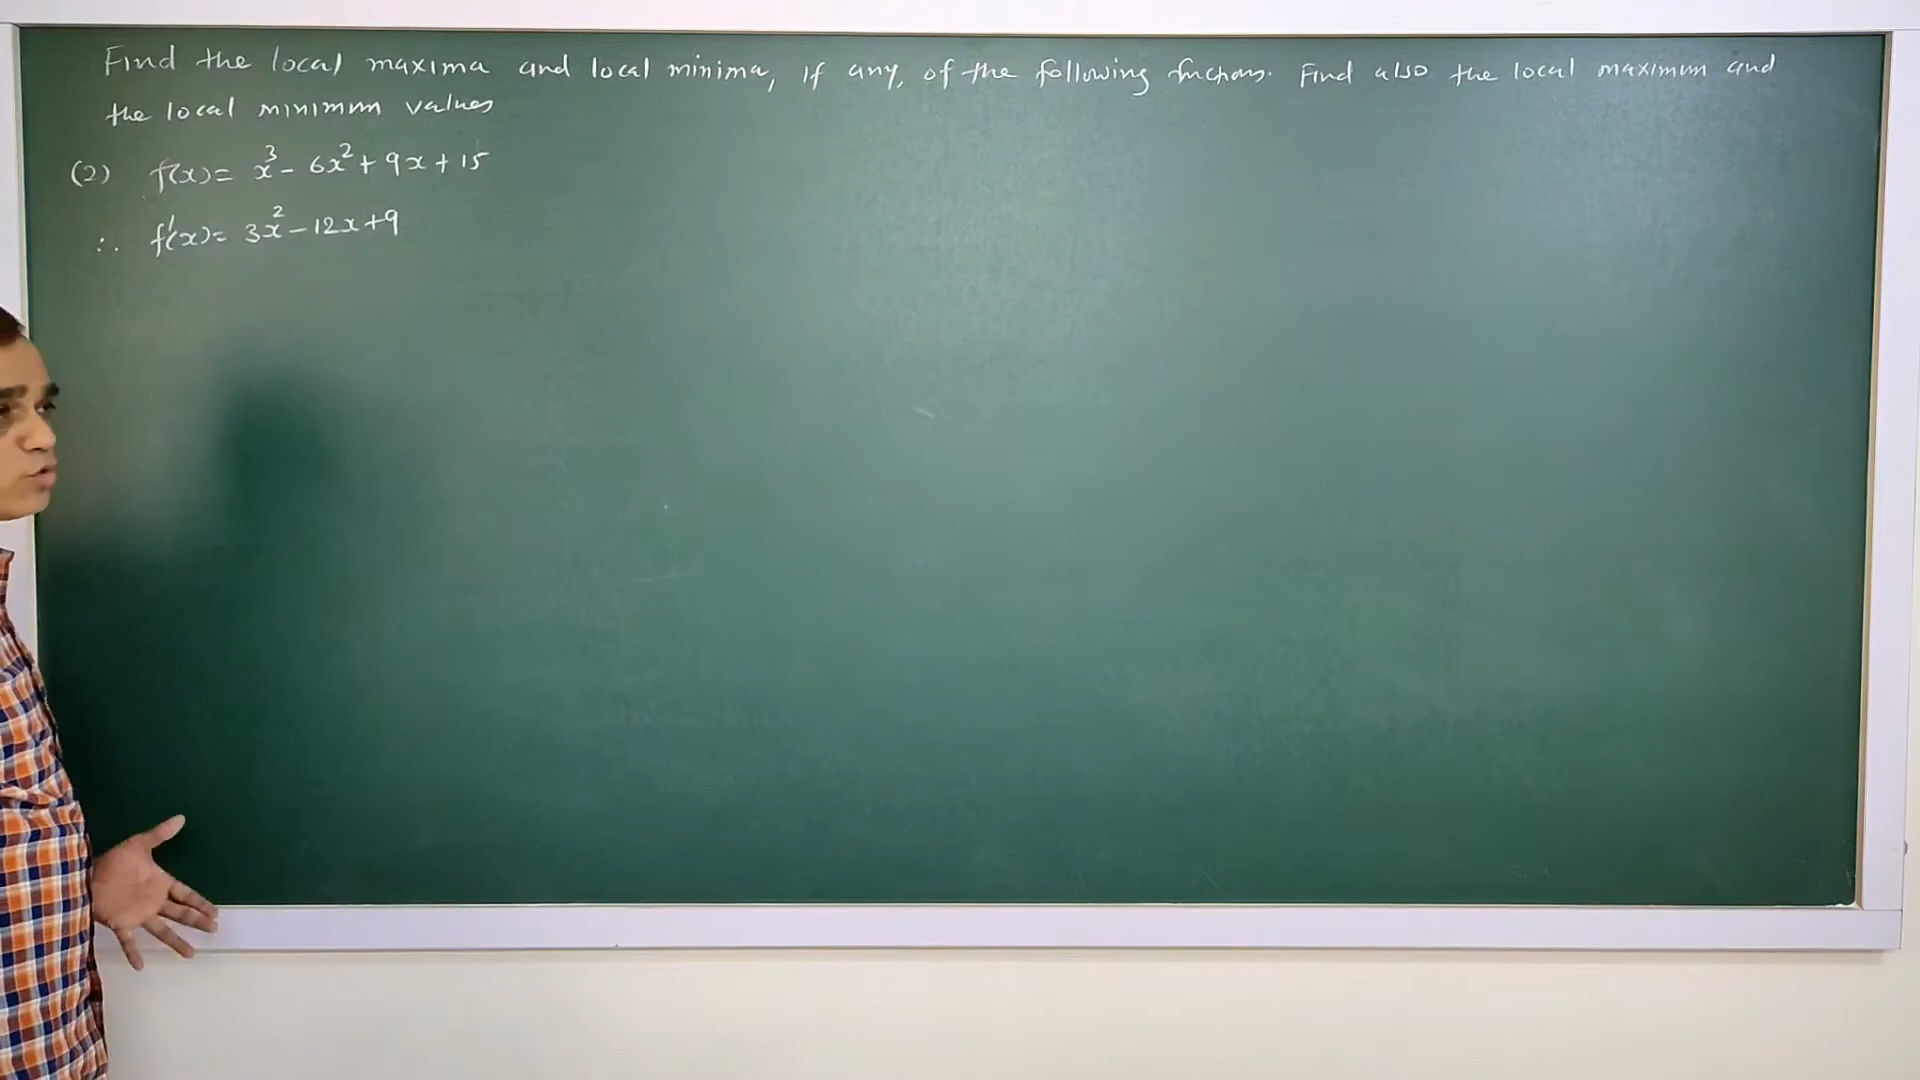 Find the local maxima and local minima, if any, of the following functions. Find also the local maximum and
the local minimum values
(2) f(x) = x³ - 6x² + 9x + 15
∴ f'(x) = 3x² - 12x + 9